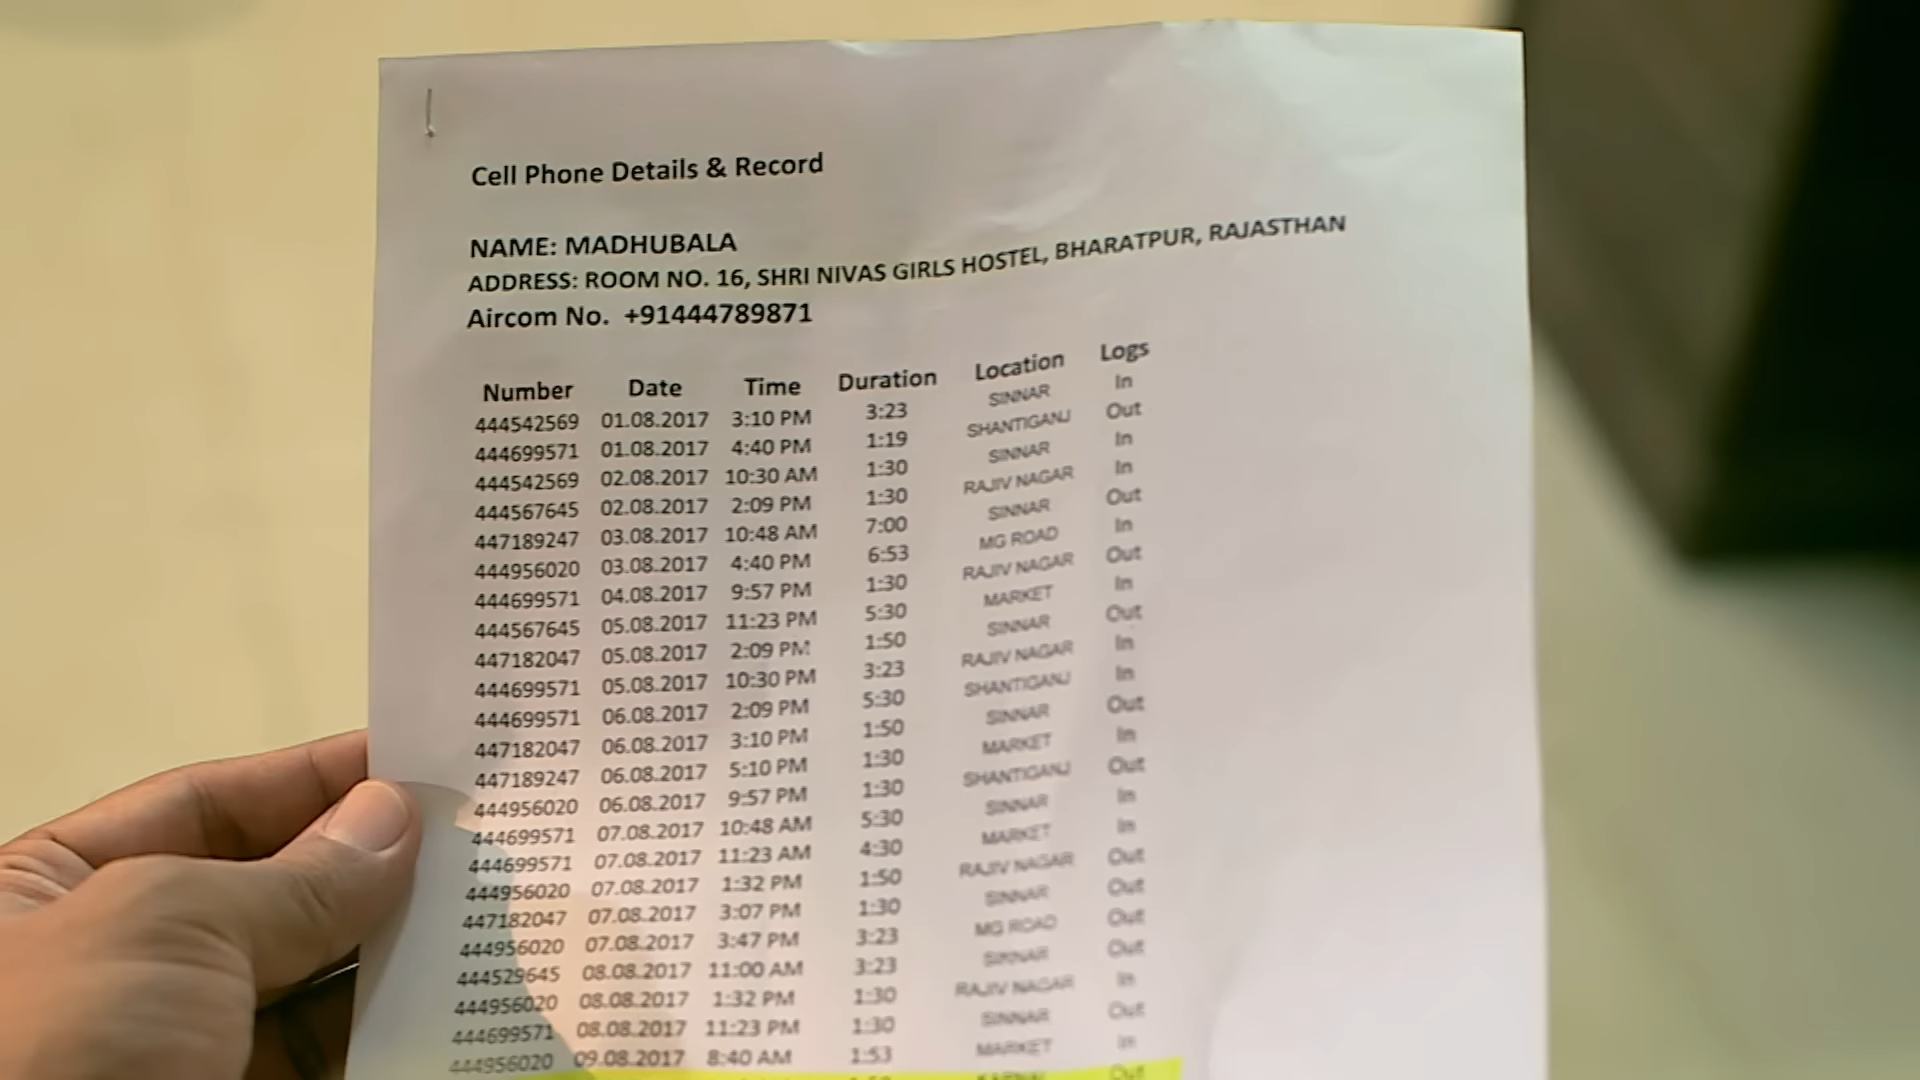 Cell Phone Details & Record
NAME: MADHUBALA
ADDRESS: ROOM NO. 16, SHRI NIVAS GIRLS HOSTEL, BHARATPUR, RAJASTHAN
Aircom No. +91444789871
Number Date Time Duration Location Logs
444542569 01.08.2017 3:10 PM 3:23 SINNAR In
444699571 01.08.2017 4:40 PM 1:19 SHANTIGANJ Out
444542569 02.08.2017 10:30 AM 1:30 SINNAR In
444567645 02.08.2017 2:09 PM 1:30 RAJIV NAGAR In
447189247 03.08.2017 10:48 AM 7:00 SINNAR Out
444956020 03.08.2017 4:40 PM 6:53 MG ROAD In
444699571 04.08.2017 9:57 PM 1:30 RAJIV NAGAR Out
444567645 05.08.2017 11:23 PM 5:30 MARKET In
447182047 05.08.2017 2:09 PM 1:50 SINNAR Out
444699571 05.08.2017 10:30 PM 3:23 RAJIV NAGAR In
444699571 06.08.2017 2:09 PM 5:30 SHANTIGANJ In
447182047 06.08.2017 3:10 PM 1:50 SINNAR Out
447189247 06.08.2017 5:10 PM 1:30 MARKET In
444956020 06.08.2017 9:57 PM 1:30 SHANTIGANJ Out
444699571 07.08.2017 10:48 AM 5:30 SINNAR In
444699571 07.08.2017 11:23 AM 4:30 MARKET In
444956020 07.08.2017 1:32 PM 1:50 RAJIV NAGAR Out
447182047 07.08.2017 3:07 PM 1:30 SINNAR Out
444956020 07.08.2017 3:47 PM 3:23 MG ROAD Out
444529645 08.08.2017 11:00 AM 3:23 SINNAR Out
444956020 08.08.2017 1:32 PM 1:30 RAJIV NAGAR In
444699571 08.08.2017 11:23 PM 1:30 SINNAR Out
444956020 09.08.2017 8:40 AM 1:53 MARKET In
Out